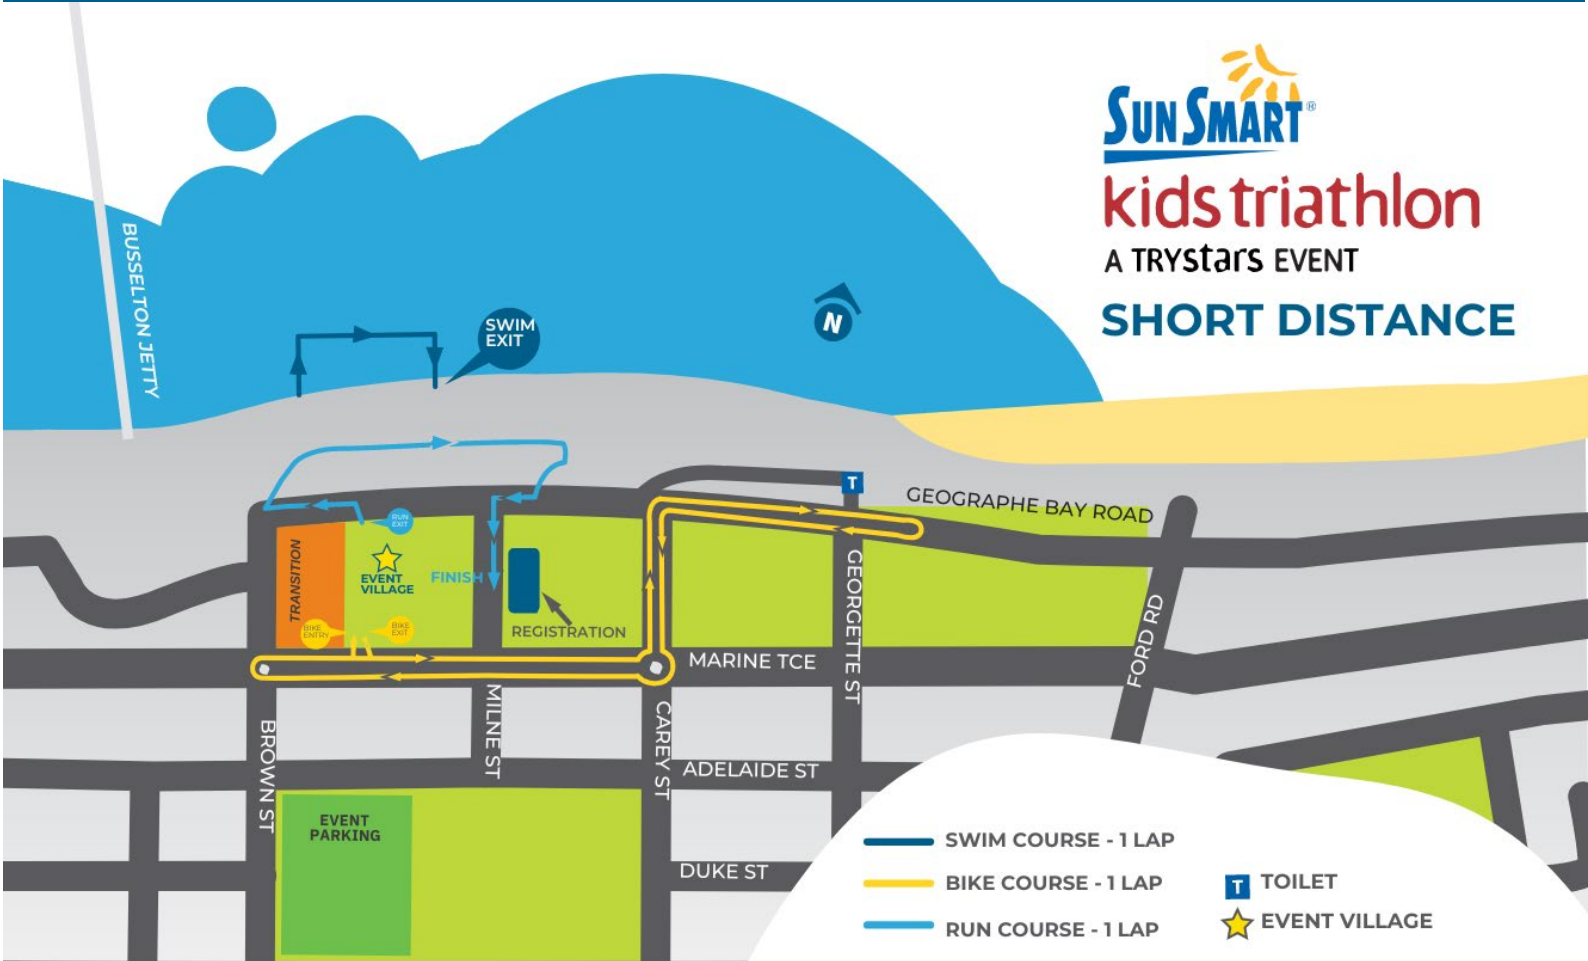 SUNSMART®
kids triathlon
A TRYstars EVENT
SHORT DISTANCE
BUSSELTON JETTY
SWIM
EXIT
N
T
GEOGRAPHE BAY ROAD
RUN
EXIT
TRANSITION
EVENT
VILLAGE
FINISH
REGISTRATION
BIKE
ENTRY
BIKE
EXIT
MARINE TCE
GEORGETTE ST
FORD RD
BROWN ST
MILNE ST
CAREY ST
ADELAIDE ST
EVENT
PARKING
DUKE ST
SWIM COURSE - 1 LAP
BIKE COURSE - 1 LAP
RUN COURSE - 1 LAP
T TOILET
EVENT VILLAGE